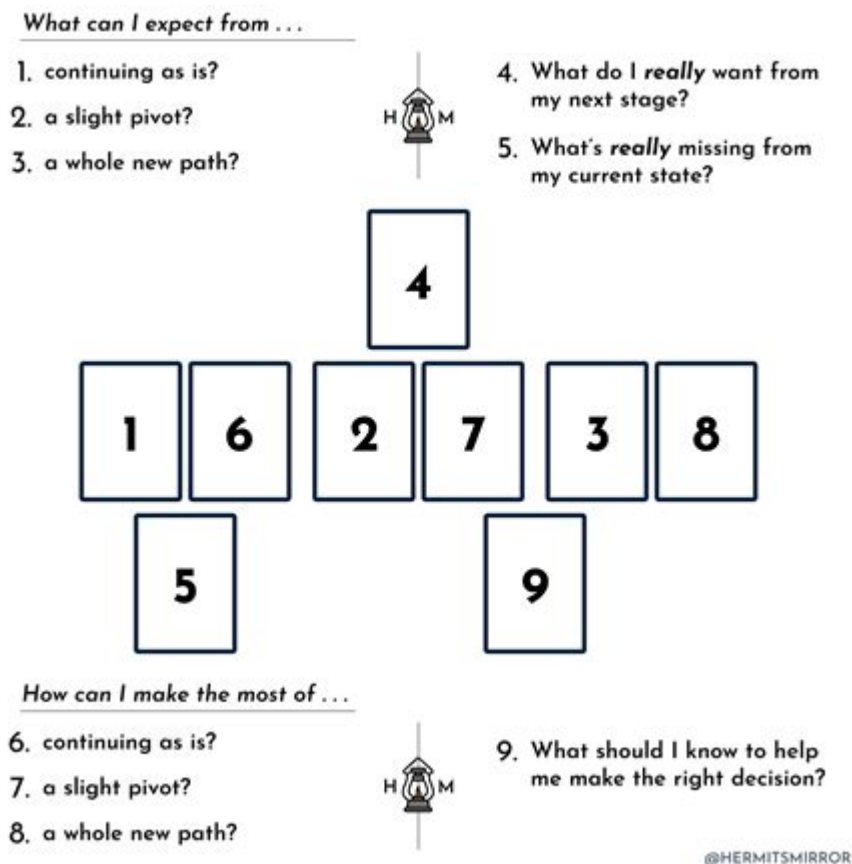 What can I expect from . . .
1. continuing as is?
2. a slight pivot?
3. a whole new path?
H M
4. What do I really want from
my next stage?
5. What's really missing from
my current state?
4
1 6 2 7 3 8
5 9
How can I make the most of . . .
6. continuing as is?
7. a slight pivot?
8. a whole new path?
H M
9. What should I know to help
me make the right decision?
@HERMITSMIRROR